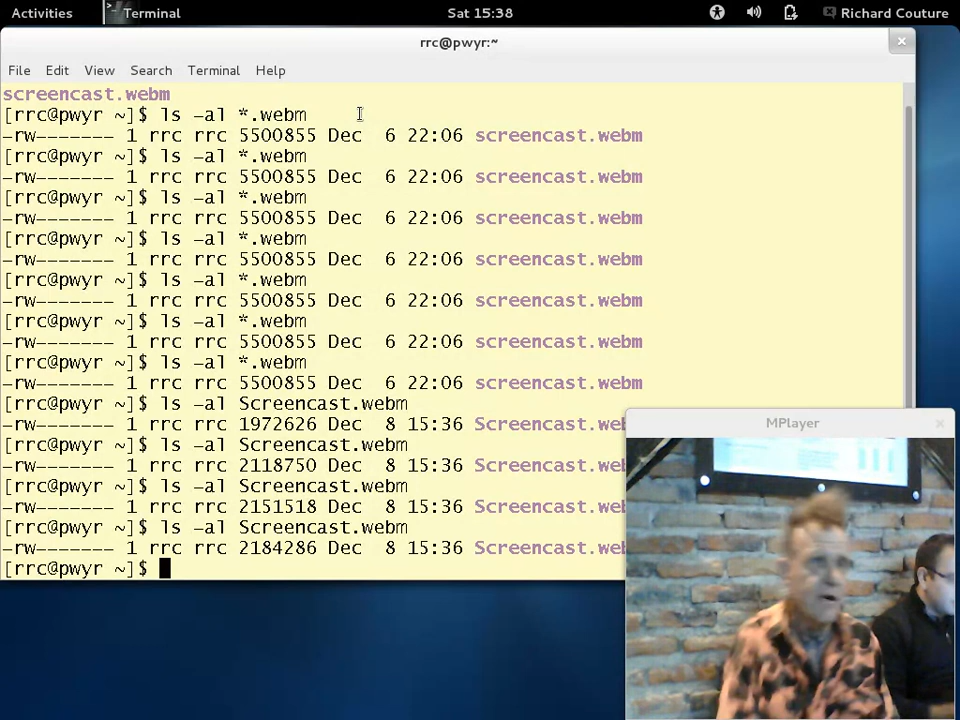 Activities Terminal Sat 15:38 Richard Couture
rrc@pwyr:~
File Edit View Search Terminal Help
screencast.webm
[rrc@pwyr ~]$ ls -al *.webm
-rw------- 1 rrc rrc 5500855 Dec  6 22:06 screencast.webm
[rrc@pwyr ~]$ ls -al *.webm
-rw------- 1 rrc rrc 5500855 Dec  6 22:06 screencast.webm
[rrc@pwyr ~]$ ls -al *.webm
-rw------- 1 rrc rrc 5500855 Dec  6 22:06 screencast.webm
[rrc@pwyr ~]$ ls -al *.webm
-rw------- 1 rrc rrc 5500855 Dec  6 22:06 screencast.webm
[rrc@pwyr ~]$ ls -al *.webm
-rw------- 1 rrc rrc 5500855 Dec  6 22:06 screencast.webm
[rrc@pwyr ~]$ ls -al *.webm
-rw------- 1 rrc rrc 5500855 Dec  6 22:06 screencast.webm
[rrc@pwyr ~]$ ls -al *.webm
-rw------- 1 rrc rrc 5500855 Dec  6 22:06 screencast.webm
[rrc@pwyr ~]$ ls -al Screencast.webm
-rw------- 1 rrc rrc 1972626 Dec  8 15:36 Screencast.we
[rrc@pwyr ~]$ ls -al Screencast.webm
-rw------- 1 rrc rrc 2118750 Dec  8 15:36 Screencast.we
[rrc@pwyr ~]$ ls -al Screencast.webm
-rw------- 1 rrc rrc 2151518 Dec  8 15:36 Screencast.we
[rrc@pwyr ~]$ ls -al Screencast.webm
-rw------- 1 rrc rrc 2184286 Dec  8 15:36 Screencast.we
[rrc@pwyr ~]$
MPlayer